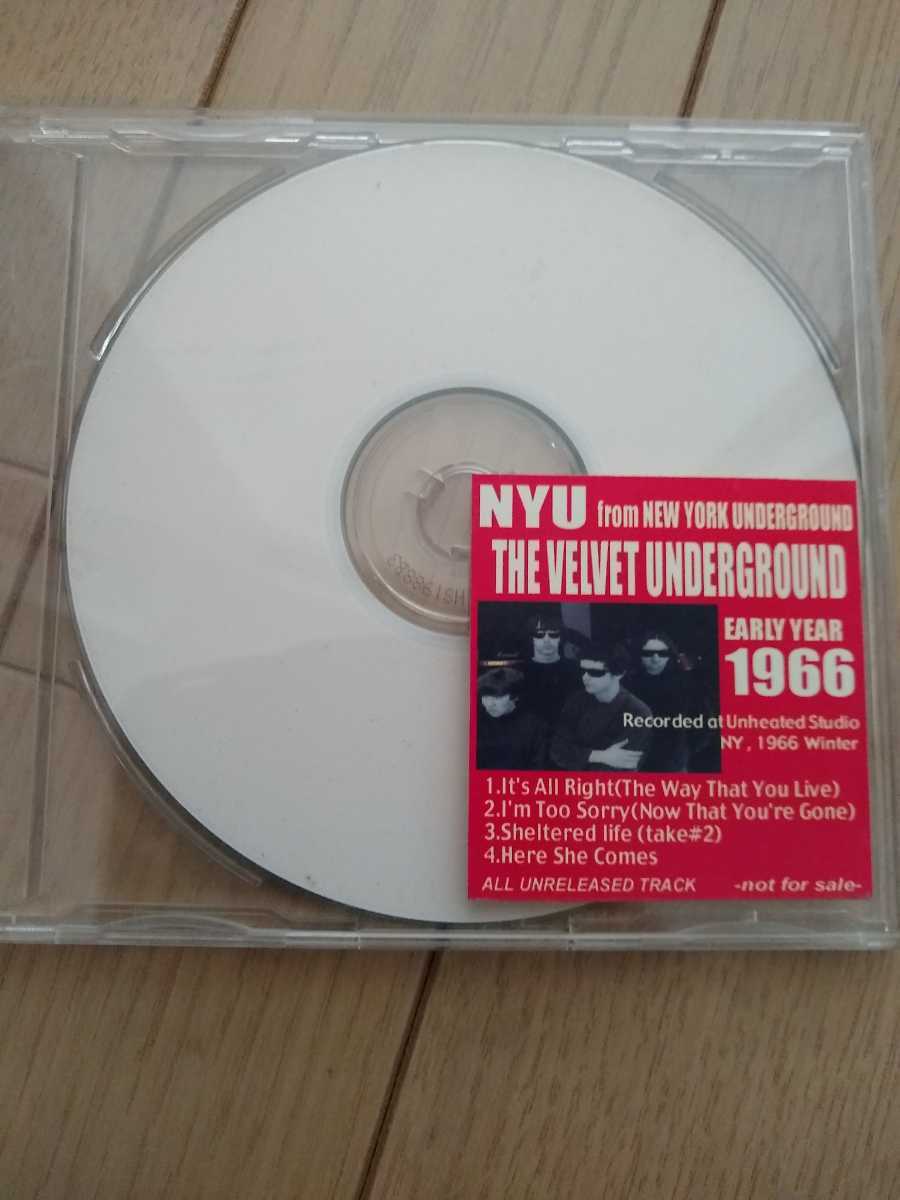 NYU from NEW YORK UNDERGROUND
THE VELVET UNDERGROUND
EARLY YEAR
1966
Recorded at Unheated Studio
NY, 1966 Winter
1.It's All Right(The Way That You Live)
2.I'm Too Sorry(Now That You're Gone)
3.Sheltered life (take#2)
4.Here She Comes
ALL UNRELEASED TRACK -not for sale-